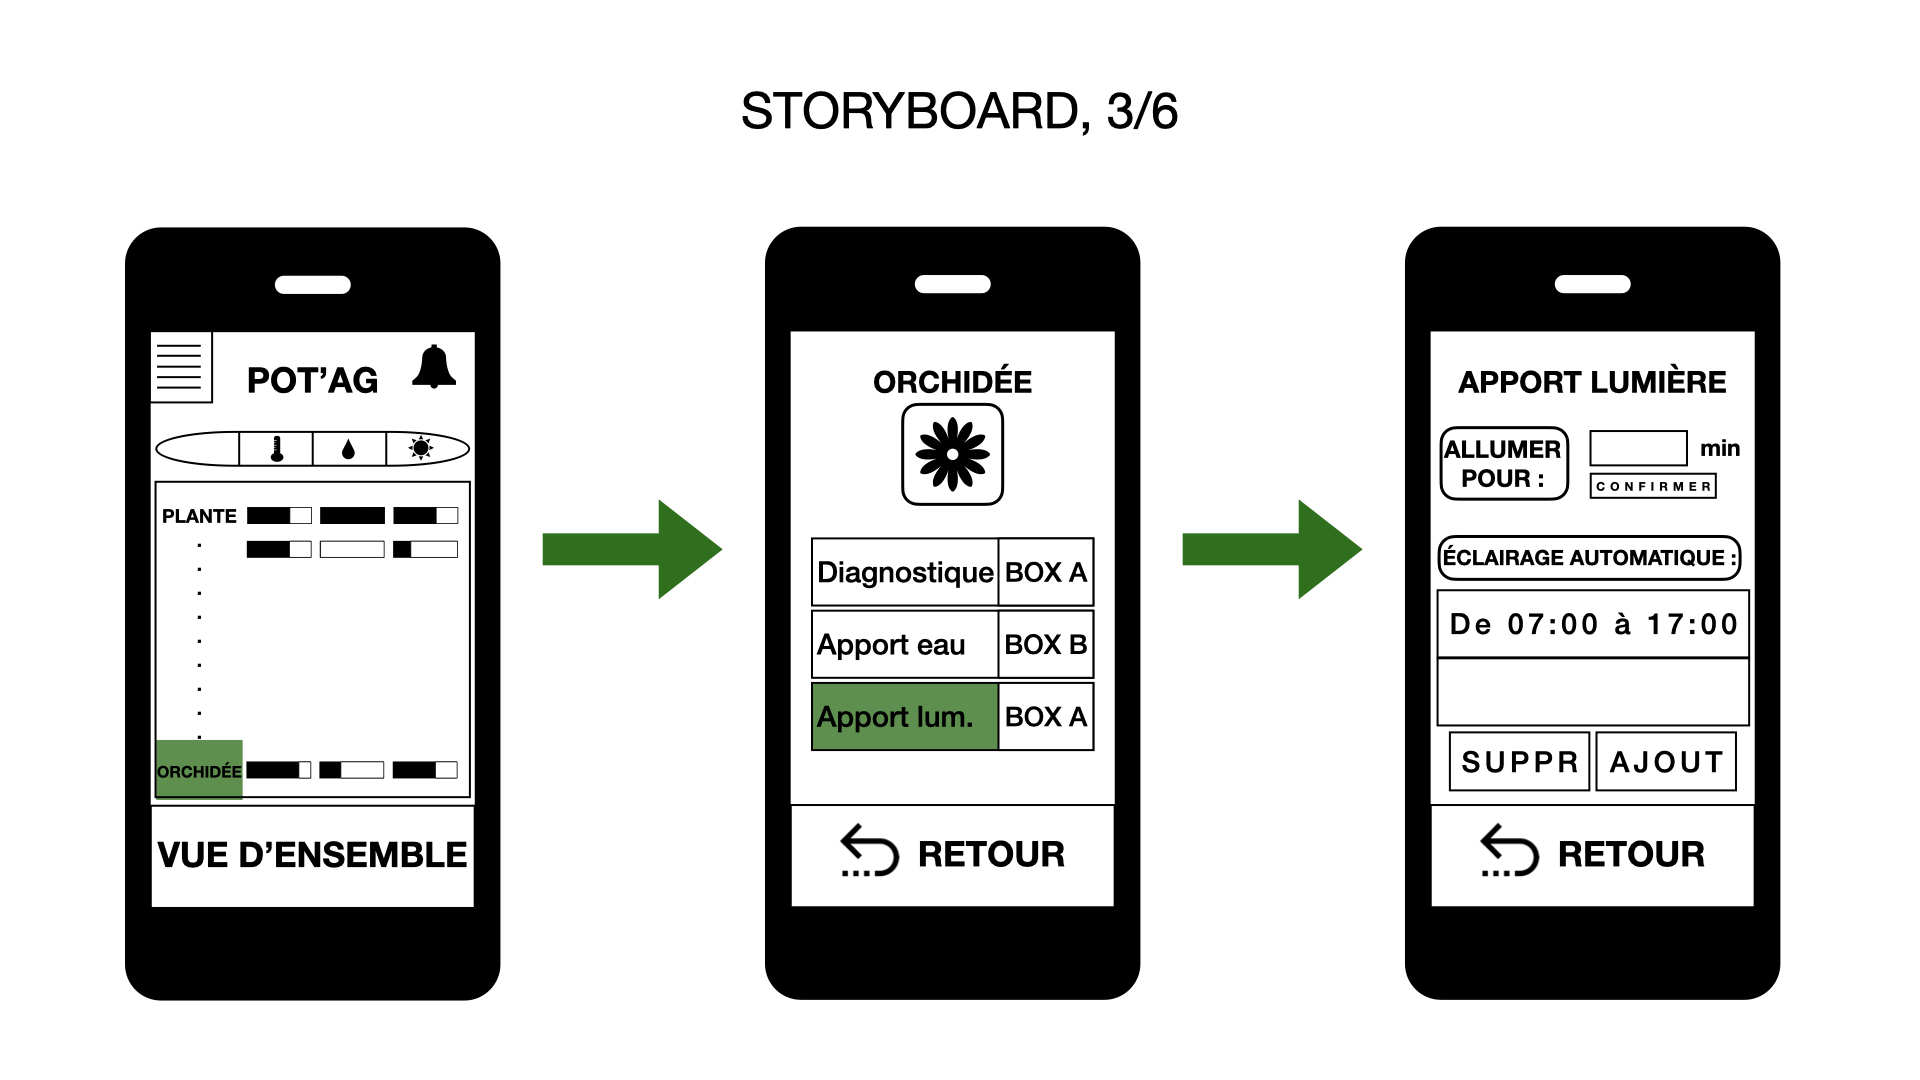 STORYBOARD, 3/6
POT’AG
PLANTE
ORCHIDÉE
VUE D’ENSEMBLE
ORCHIDÉE
Diagnostique BOX A
Apport eau BOX B
Apport lum. BOX A
RETOUR
APPORT LUMIÈRE
ALLUMER
POUR :
min
CONFIRMER
ÉCLAIRAGE AUTOMATIQUE :
De 07:00 à 17:00
SUPPR AJOUT
RETOUR